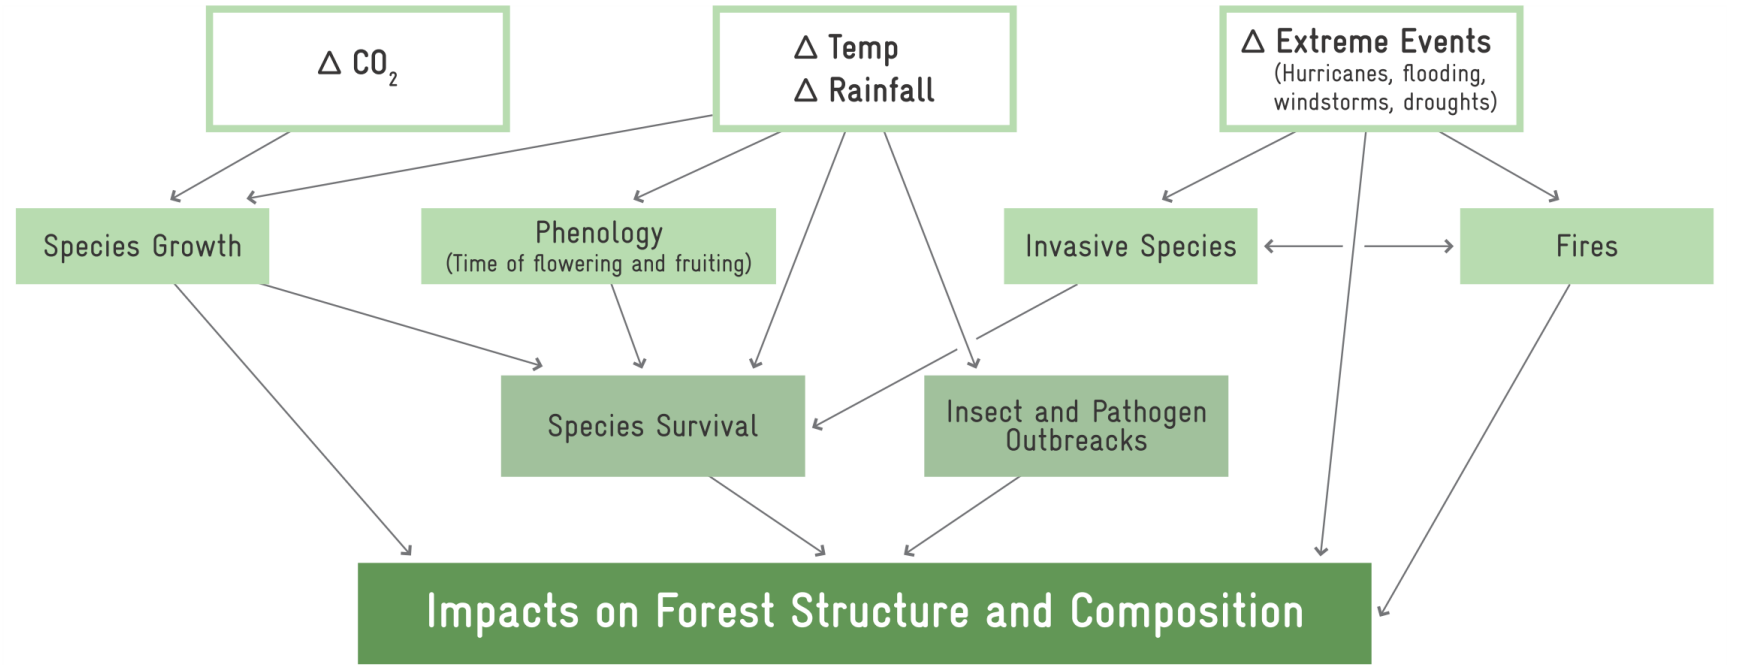 △ CO₂
△ Temp
△ Rainfall
△ Extreme Events
(Hurricanes, flooding,
windstorms, droughts)
Species Growth
Phenology
(Time of flowering and fruiting)
Invasive Species
Fires
Species Survival
Insect and Pathogen
Outbreacks
Impacts on Forest Structure and Composition